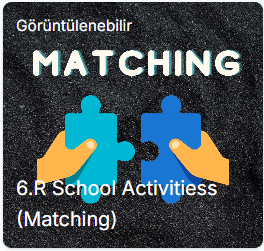 Görüntülenebilir
MATCHING
6.R School Activitiess
(Matching)